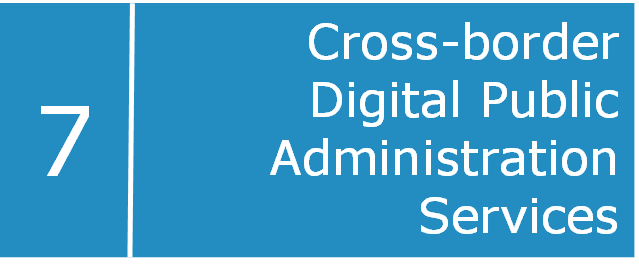 7
Cross-border
Digital Public
Administration
Services